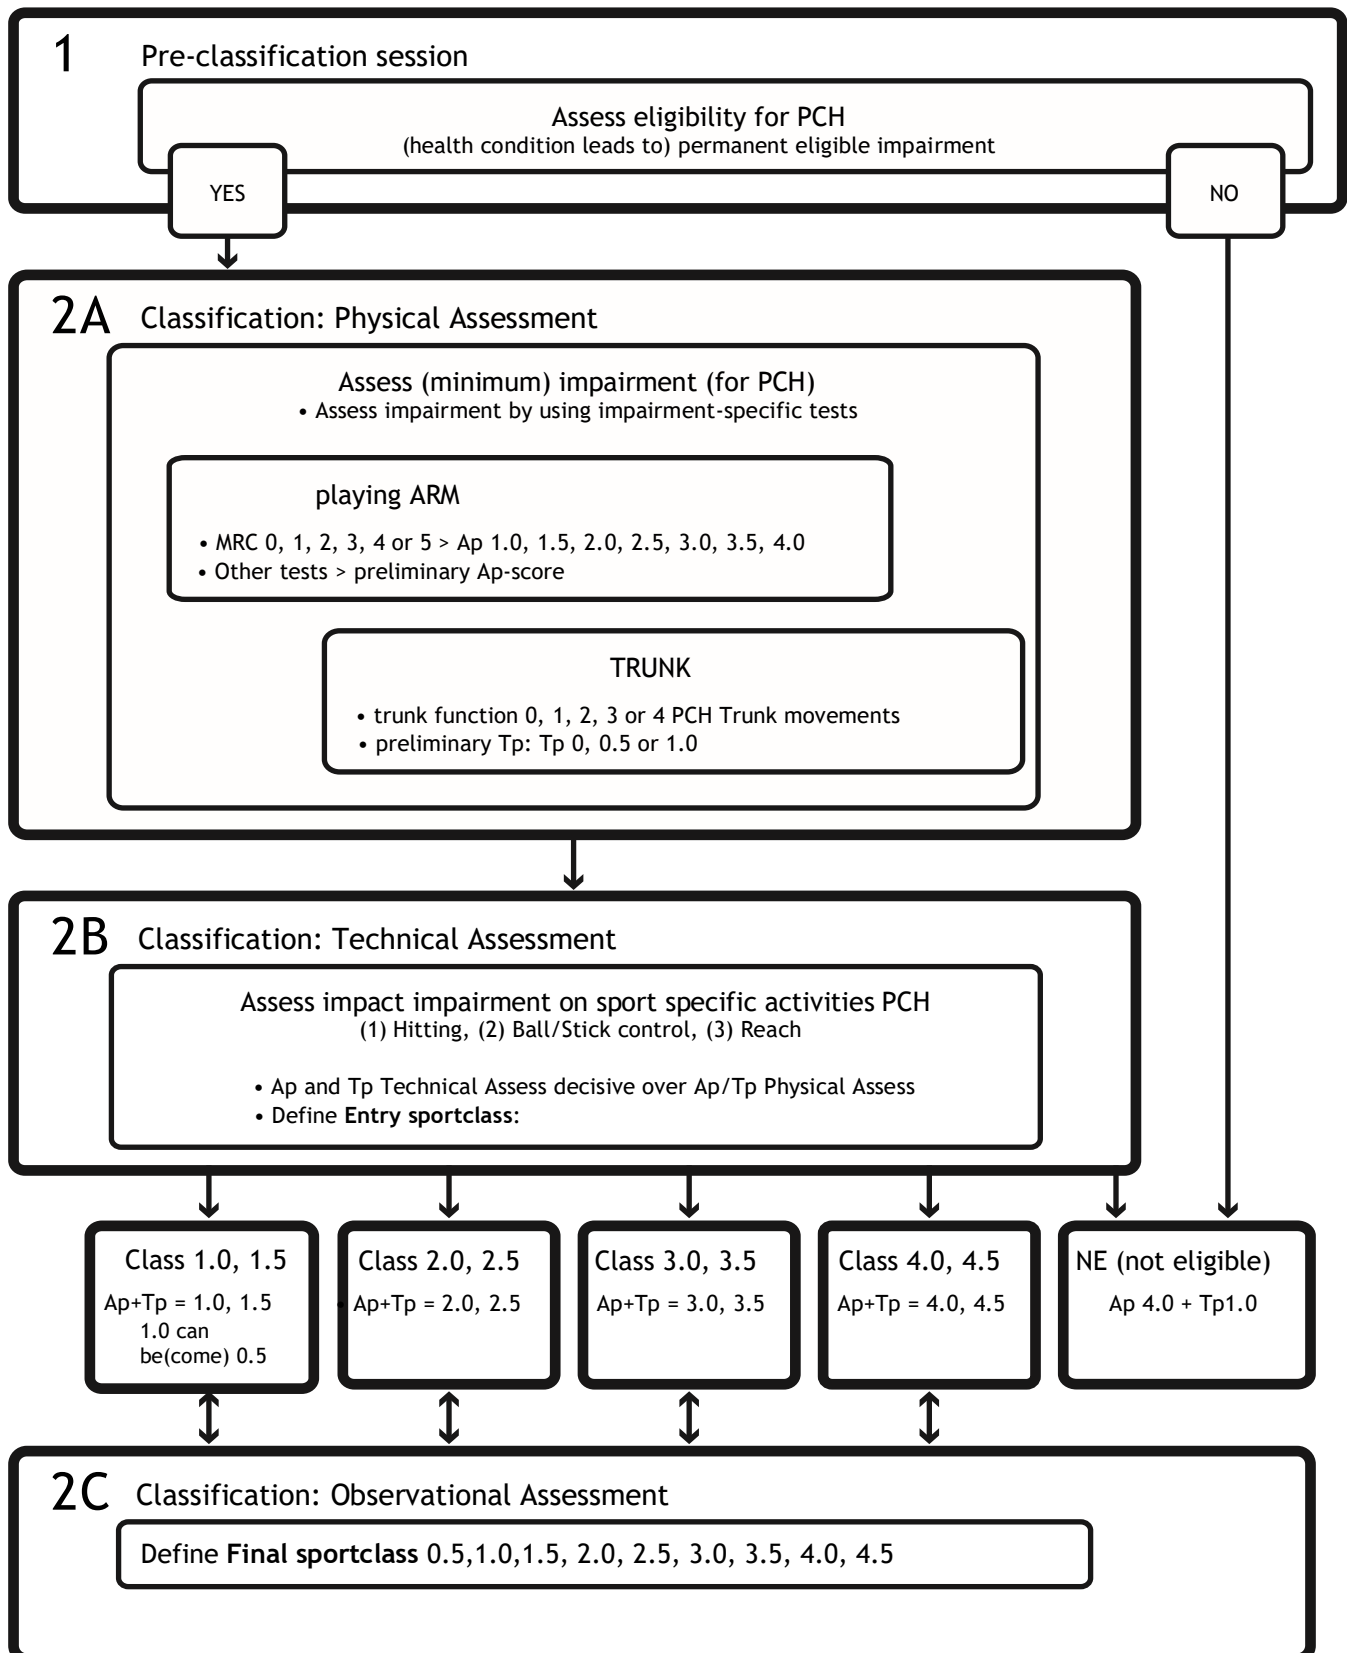 1 Pre-classification session
Assess eligibility for PCH
(health condition leads to) permanent eligible impairment
YES
NO
2A Classification: Physical Assessment
Assess (minimum) impairment (for PCH)
• Assess impairment by using impairment-specific tests
playing ARM
• MRC 0, 1, 2, 3, 4 or 5 > Ap 1.0, 1.5, 2.0, 2.5, 3.0, 3.5, 4.0
• Other tests > preliminary Ap-score
TRUNK
• trunk function 0, 1, 2, 3 or 4 PCH Trunk movements
• preliminary Tp: Tp 0, 0.5 or 1.0
2B Classification: Technical Assessment
Assess impact impairment on sport specific activities PCH
(1) Hitting, (2) Ball/Stick control, (3) Reach
• Ap and Tp Technical Assess decisive over Ap/Tp Physical Assess
• Define Entry sportclass:
Class 1.0, 1.5
Ap+Tp = 1.0, 1.5
1.0 can
be(come) 0.5
Class 2.0, 2.5
• Ap+Tp = 2.0, 2.5
Class 3.0, 3.5
Ap+Tp = 3.0, 3.5
Class 4.0, 4.5
Ap+Tp = 4.0, 4.5
NE (not eligible)
Ap 4.0 + Tp1.0
2C Classification: Observational Assessment
Define Final sportclass 0.5,1.0,1.5, 2.0, 2.5, 3.0, 3.5, 4.0, 4.5